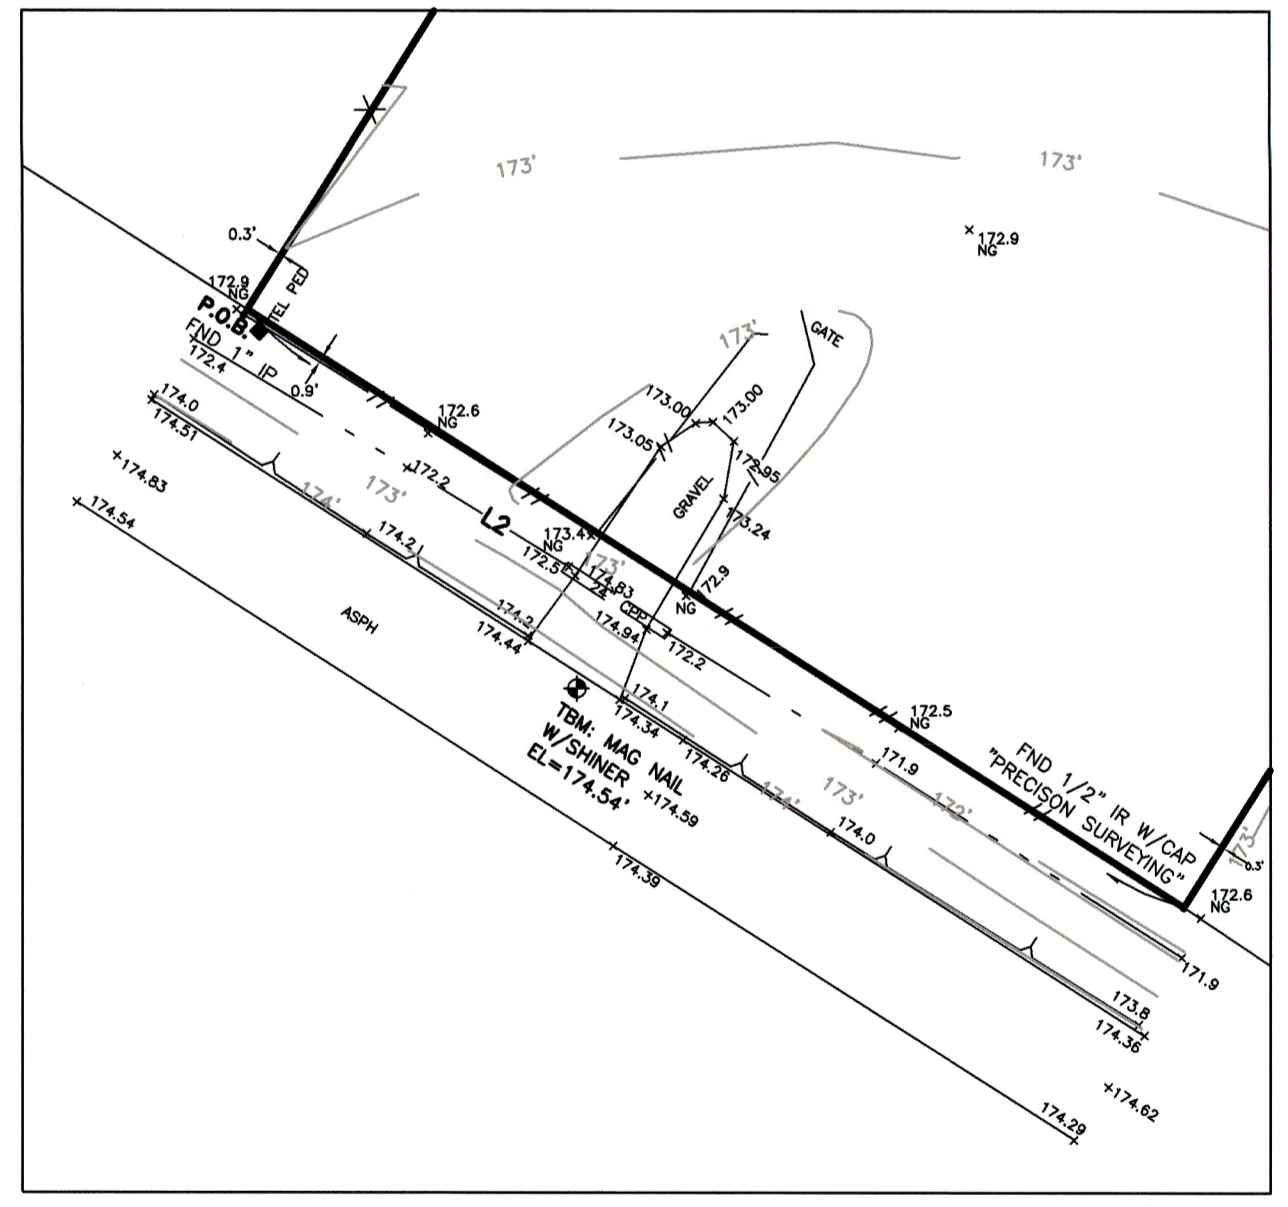 173'
173'
0.3'
172.9
NG
172.9
NG
TEL PED
P.O.B.
FND 1" IP
172.4
0.9'
173'
GATE
174.0
174.51
172.6
NG
173.00
173.00
173.05
172.95
174.83
172.2
173'
174'
GRAVEL
174.54
L2
173.24
174.2
173.4
NG
172.5
173'
174.83
24"
CPP
172.9
NG
174.94
172.2
ASPH
174.2
174.44
174.1
174.34
174.26
TBM: MAG NAIL
W/SHINER
EL=174.54'
174.59
172.5
NG
171.9
FND 1/2" IR W/CAP
"PRECISON SURVEYING"
174'
173'
172'
174.0
173'
0.3'
174.39
172.6
NG
171.9
173.8
174.36
174.62
174.29